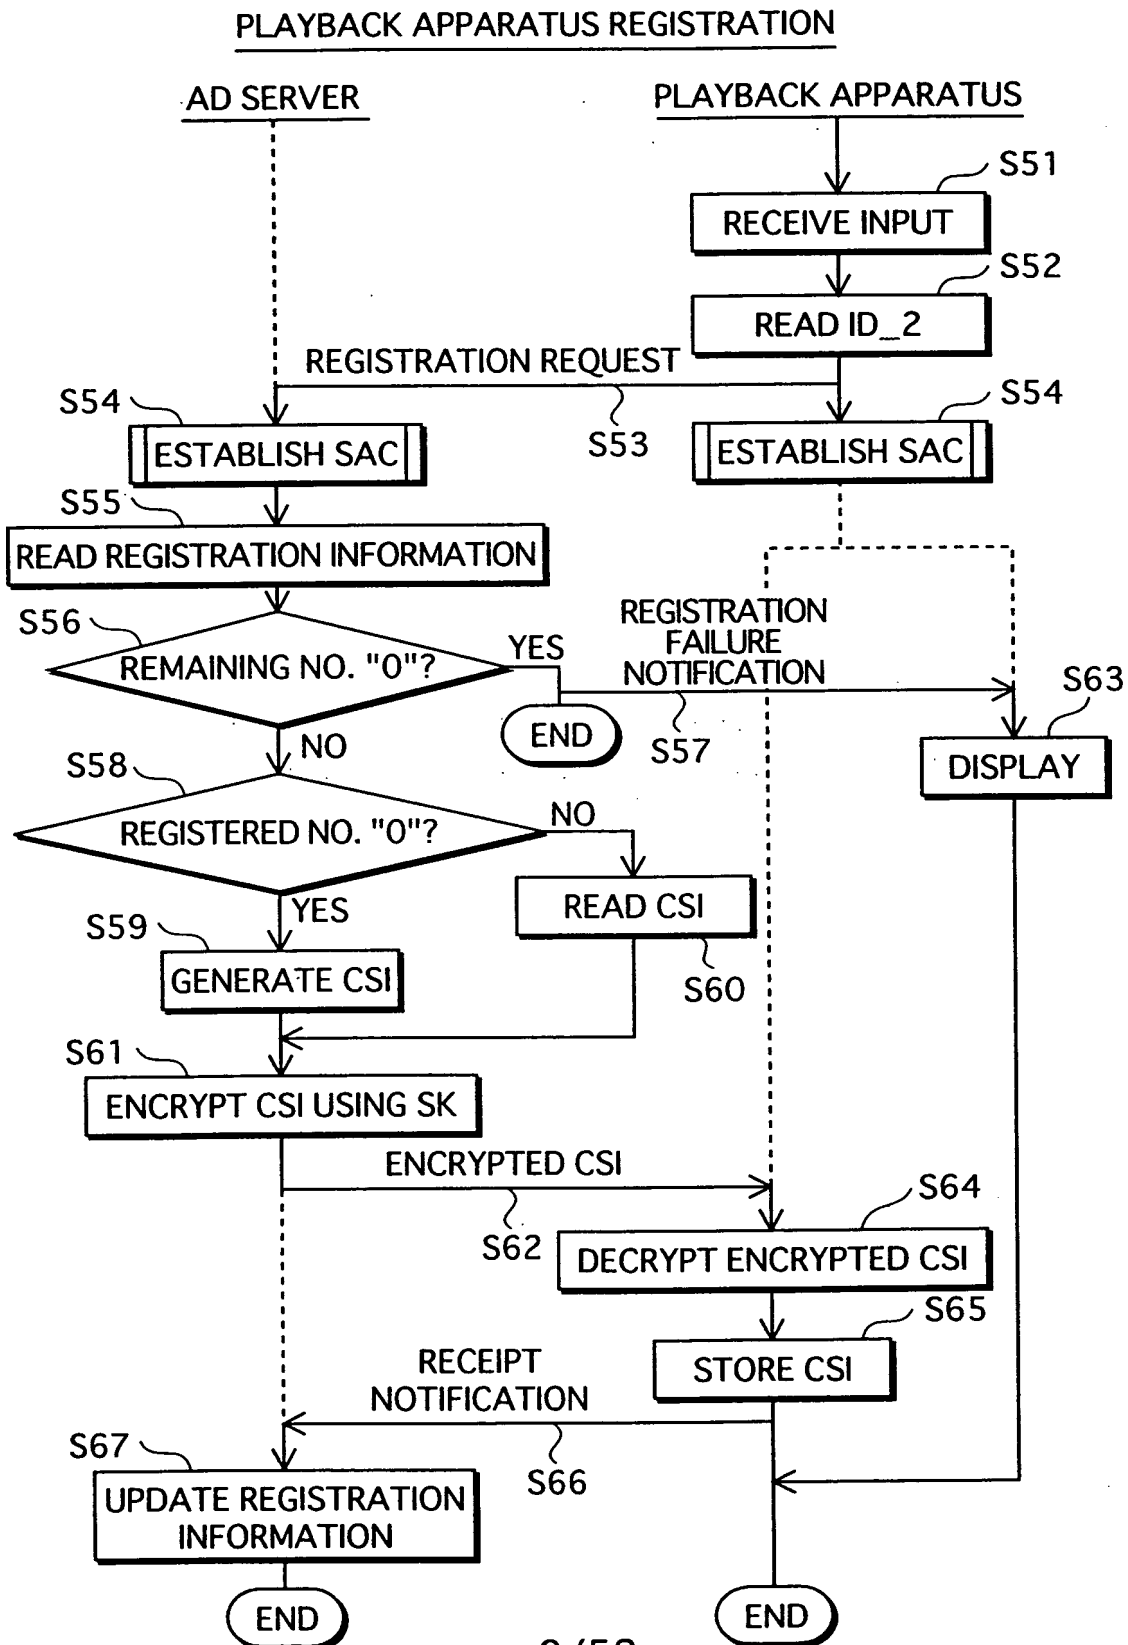 PLAYBACK APPARATUS REGISTRATION
AD SERVER
PLAYBACK APPARATUS
S51
RECEIVE INPUT
S52
READ ID_2
REGISTRATION REQUEST
S53
S54
ESTABLISH SAC
S54
ESTABLISH SAC
S55
READ REGISTRATION INFORMATION
S56
REMAINING NO. "0"?
YES
REGISTRATION
FAILURE
NOTIFICATION
S57
END
S63
DISPLAY
NO
S58
REGISTERED NO. "0"?
NO
READ CSI
S60
YES
S59
GENERATE CSI
S61
ENCRYPT CSI USING SK
ENCRYPTED CSI
S62
S64
DECRYPT ENCRYPTED CSI
S65
STORE CSI
RECEIPT
NOTIFICATION
S66
S67
UPDATE REGISTRATION
INFORMATION
END
END